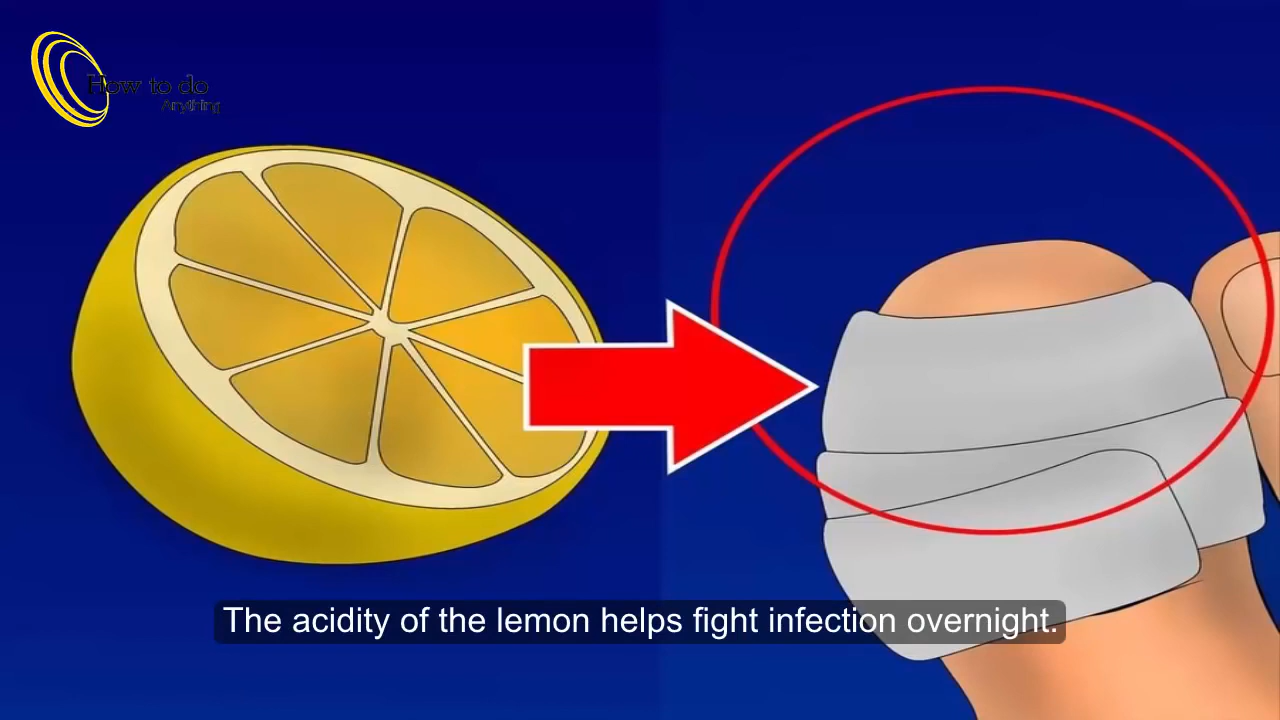 How to do
Anything
The acidity of the lemon helps fight infection overnight.